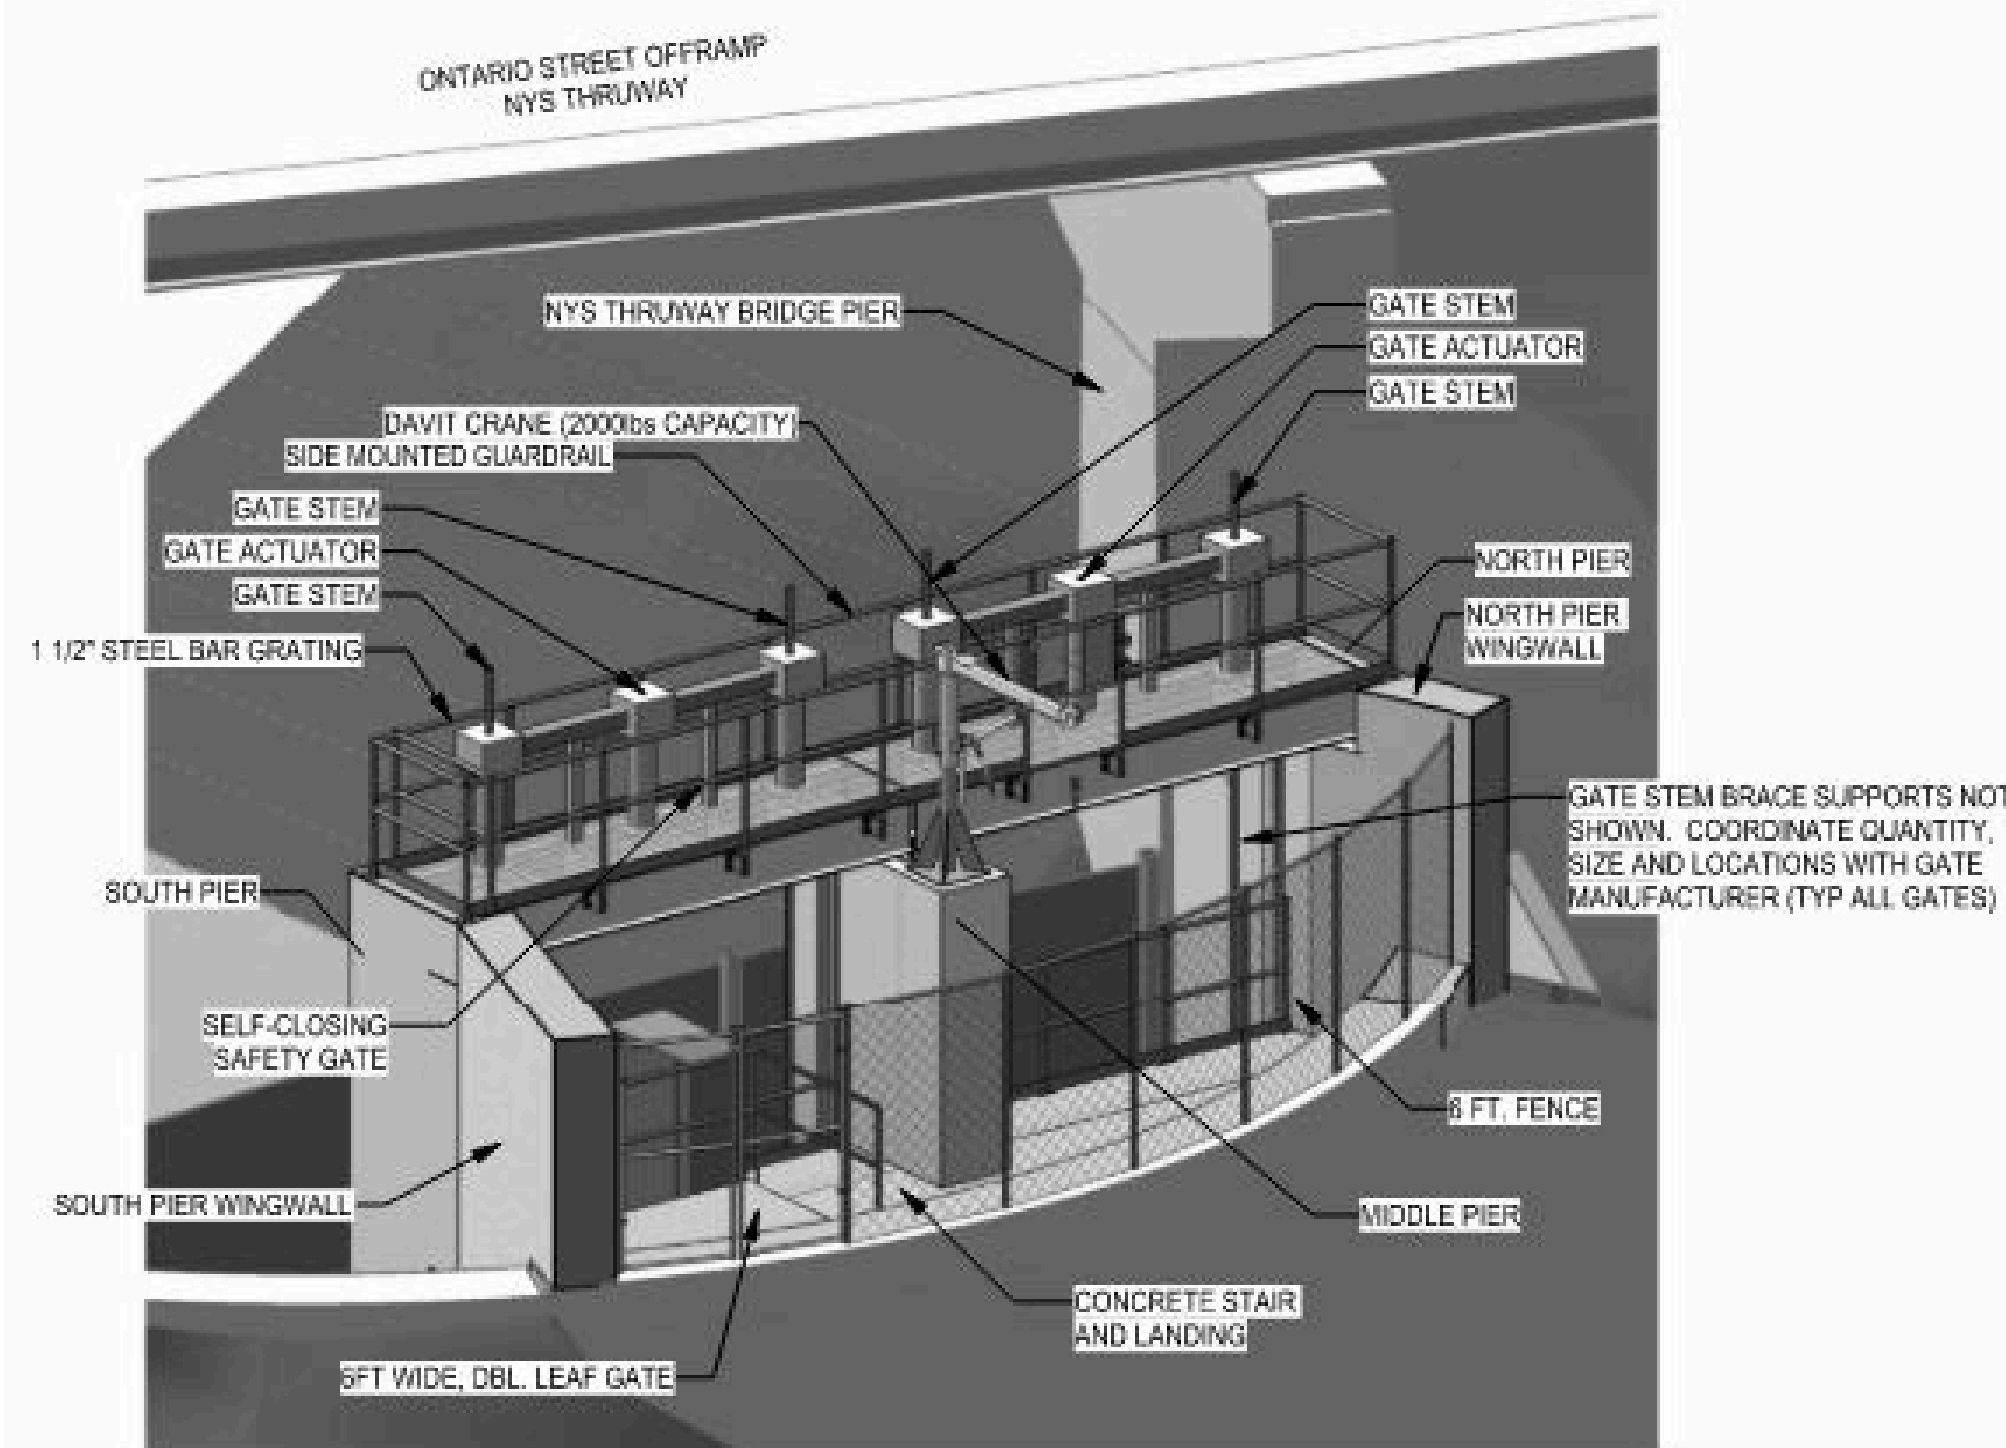 ONTARIO STREET OFFRAMP
NYS THRUWAY
NYS THRUWAY BRIDGE PIER
GATE STEM
GATE ACTUATOR
GATE STEM
DAVIT CRANE (2000lbs CAPACITY)
SIDE MOUNTED GUARDRAIL
GATE STEM
GATE ACTUATOR
GATE STEM
1 1/2" STEEL BAR GRATING
NORTH PIER
NORTH PIER
WINGWALL
GATE STEM BRACE SUPPORTS NOT
SHOWN. COORDINATE QUANTITY,
SIZE AND LOCATIONS WITH GATE
MANUFACTURER (TYP ALL GATES)
SOUTH PIER
SELF-CLOSING
SAFETY GATE
6 FT. FENCE
SOUTH PIER WINGWALL
MIDDLE PIER
CONCRETE STAIR
AND LANDING
6FT WIDE, DBL. LEAF GATE